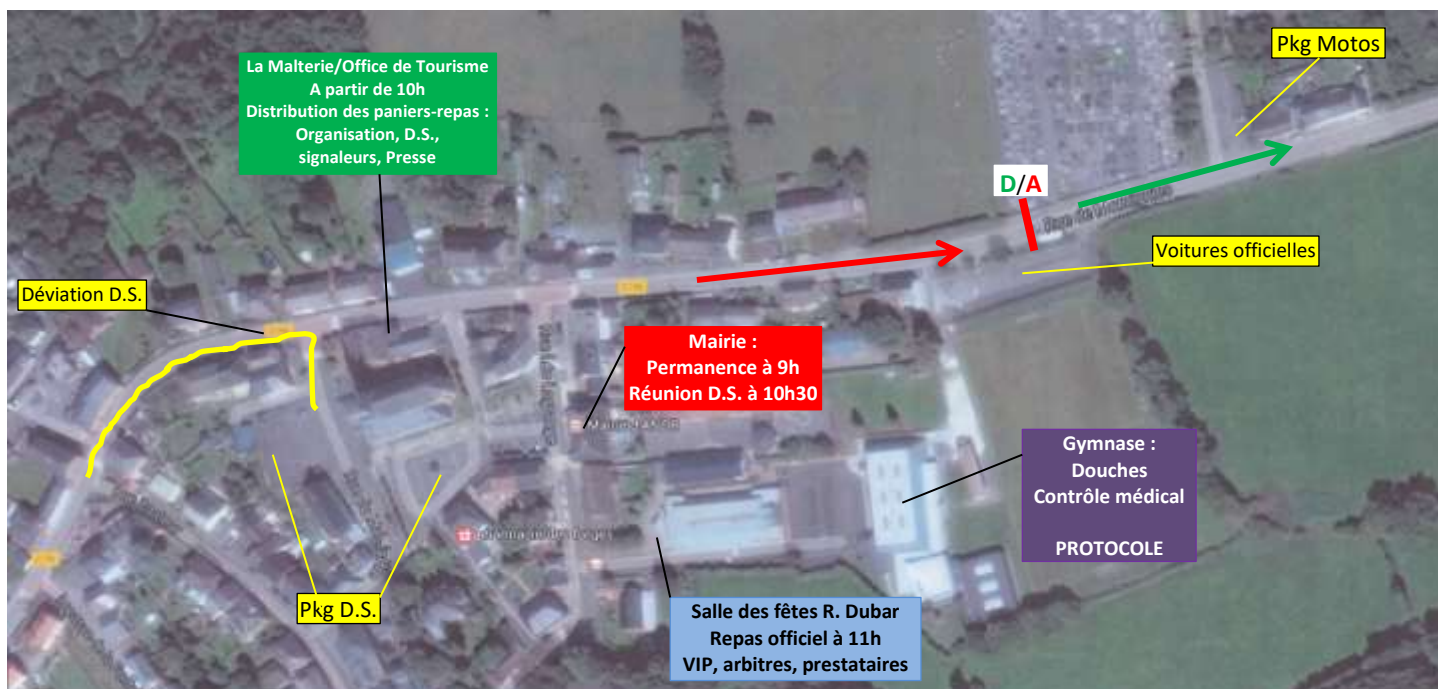 La Malterie/Office de Tourisme
A partir de 10h
Distribution des paniers-repas :
Organisation, D.S.,
signaleurs, Presse
Pkg Motos
D/A
Voitures officielles
Déviation D.S.
Mairie :
Permanence à 9h
Réunion D.S. à 10h30
Gymnase :
Douches
Contrôle médical
PROTOCOLE
Pkg D.S.
Salle des fêtes R. Dubar
Repas officiel à 11h
VIP, arbitres, prestataires